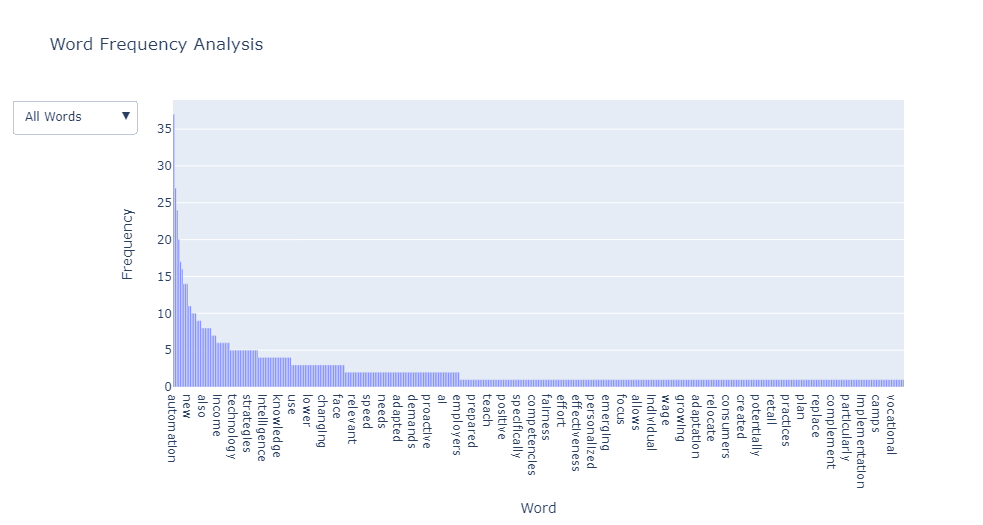 Word Frequency Analysis
All Words ▼
35
30
25
20
15
10
5
0
Frequency
automation
new
also
Income
technology
strategies
Intelligence
knowledge
use
lower
changing
face
relevant
speed
needs
adapted
demands
proactive
al
employers
prepared
teach
positive
specifically
competencies
fairness
effort
effectiveness
personalized
emerging
focus
allows
Individual
wage
growing
adaptation
relocate
consumers
created
potentially
retail
practices
plan
replace
complement
particularly
Implementation
camps
vocational
Word